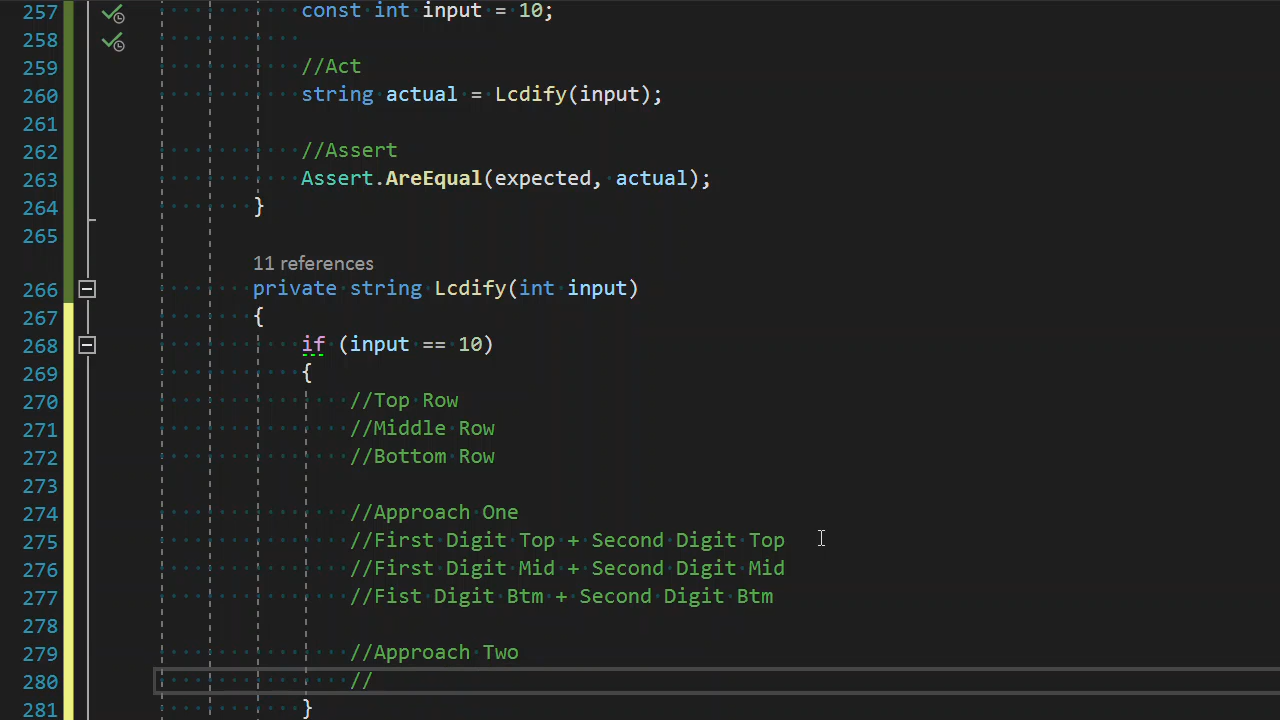 257 const int input = 10;
258
259 //Act
260 string actual = Lcdify(input);
261
262 //Assert
263 Assert.AreEqual(expected, actual);
264 }
265
11 references
266 private string Lcdify(int input)
267 {
268 if (input == 10)
269 {
270 //Top Row
271 //Middle Row
272 //Bottom Row
273
274 //Approach One
275 //First Digit Top + Second Digit Top
276 //First Digit Mid + Second Digit Mid
277 //Fist Digit Btm + Second Digit Btm
278
279 //Approach Two
280 //
281 }